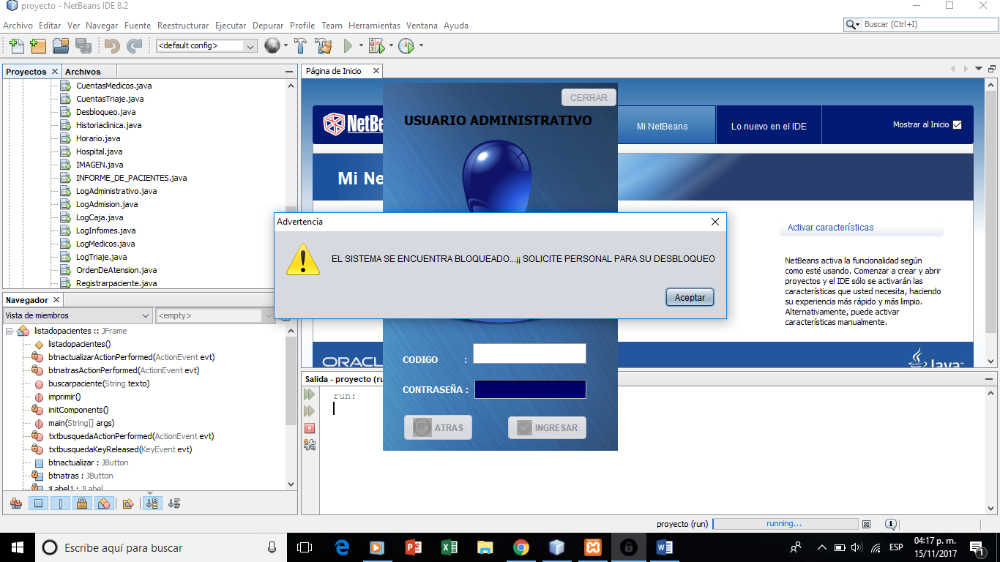 proyecto - NetBeans IDE 8.2
Archivo Editar Ver Navegar Fuente Reestructurar Ejecutar Depurar Profile Team Herramientas Ventana Ayuda
Buscar (Ctrl+I)
<default config>
Proyectos Archivos
CuentasMedicos.java
CuentasTriaje.java
Desbloqueo.java
Historiaclinica.java
Horario.java
Hospital.java
IMAGEN.java
INFORME_DE_PACIENTES.java
LogAdministrativo.java
LogAdmision.java
LogCaja.java
LogInfomes.java
LogMedicos.java
LogTriaje.java
OrdenDeAtension.java
Registrarpaciente.java
Navegador
Vista de miembros
<empty>
listadopacientes :: JFrame
listadopacientes()
btnactualizarActionPerformed(ActionEvent evt)
btnatrasActionPerformed(ActionEvent evt)
buscarpaciente(String texto)
imprimir()
initComponents()
main(String[] args)
txtbusquedaActionPerformed(ActionEvent evt)
txtbusquedaKeyReleased(KeyEvent evt)
btnactualizar : JButton
btnatras : JButton
jLabel1 : JLabel
Página de Inicio
NetBe
Mi NetBeans
Lo nuevo en el IDE
Mostrar al Inicio
Mi Ne
Activar características
NetBeans activa la funcionalidad según
como esté usando. Comenzar a crear y abrir
proyectos y el IDE sólo se activarán las
características que usted necesita, haciendo
su experiencia más rápido y más limpio.
Alternativamente, puede activar
características manualmente.
ORACL
Java
CERRAR
USUARIO ADMINISTRATIVO
Advertencia
EL SISTEMA SE ENCUENTRA BLOQUEADO...¡¡ SOLICITE PERSONAL PARA SU DESBLOQUEO
Aceptar
CODIGO :
CONTRASEÑA :
ATRAS
INGRESAR
Salida - proyecto (ru
run:
proyecto (run)
running...
1
Escribe aquí para buscar
ESP
04:17 p. m.
15/11/2017
1